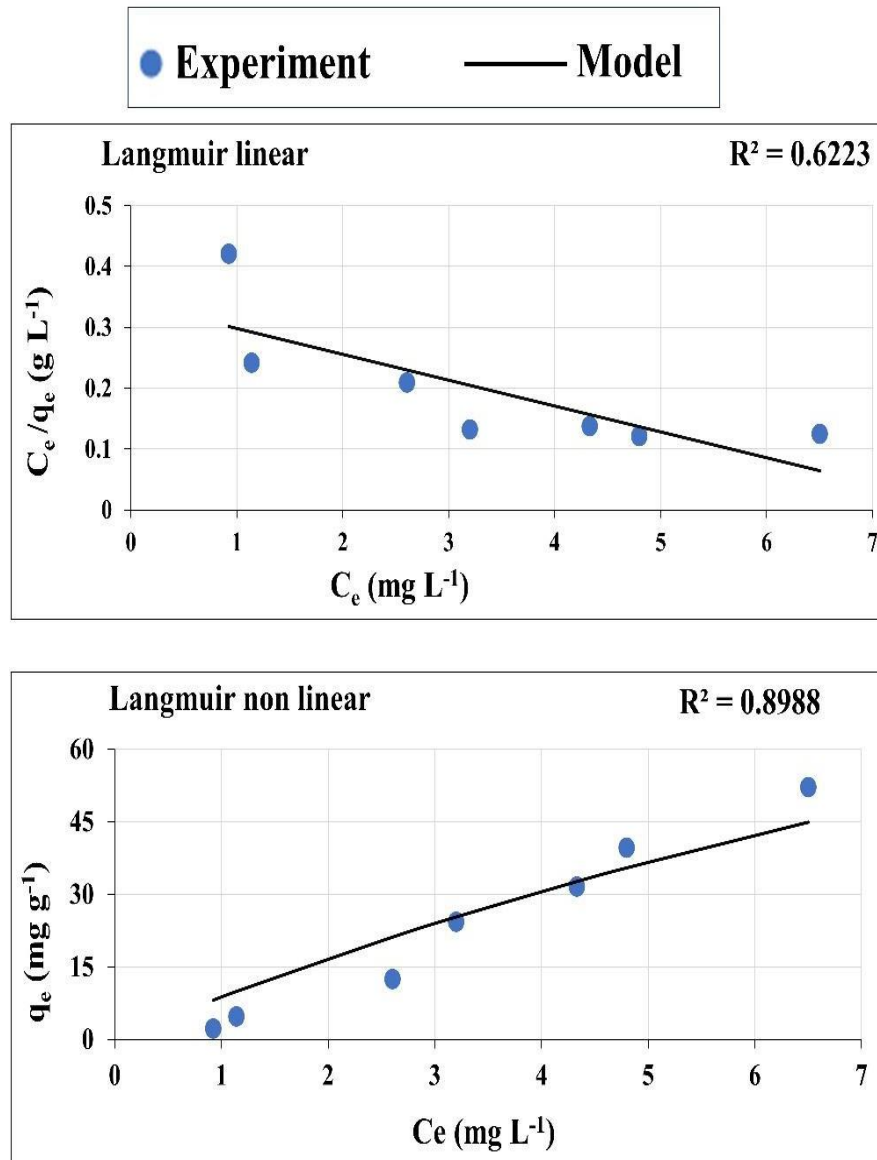 Experiment Model
Langmuir linear R² = 0.6223
0.5
0.4
0.3
0.2
0.1
0
Cₑ/qₑ (g L⁻¹)
0 1 2 3 4 5 6 7
Cₑ (mg L⁻¹)
Langmuir non linear R² = 0.8988
60
45
30
15
0
qₑ (mg g⁻¹)
0 1 2 3 4 5 6 7
Ce (mg L⁻¹)